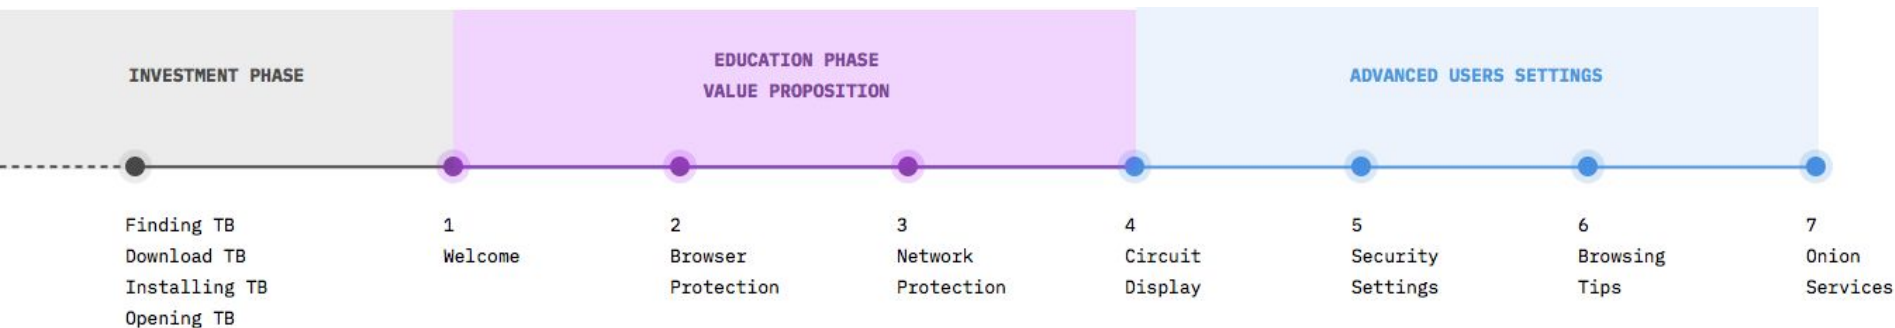 INVESTMENT PHASE
EDUCATION PHASE
VALUE PROPOSITION
ADVANCED USERS SETTINGS
Finding TB
Download TB
Installing TB
Opening TB
1
Welcome
2
Browser
Protection
3
Network
Protection
4
Circuit
Display
5
Security
Settings
6
Browsing
Tips
7
Onion
Services